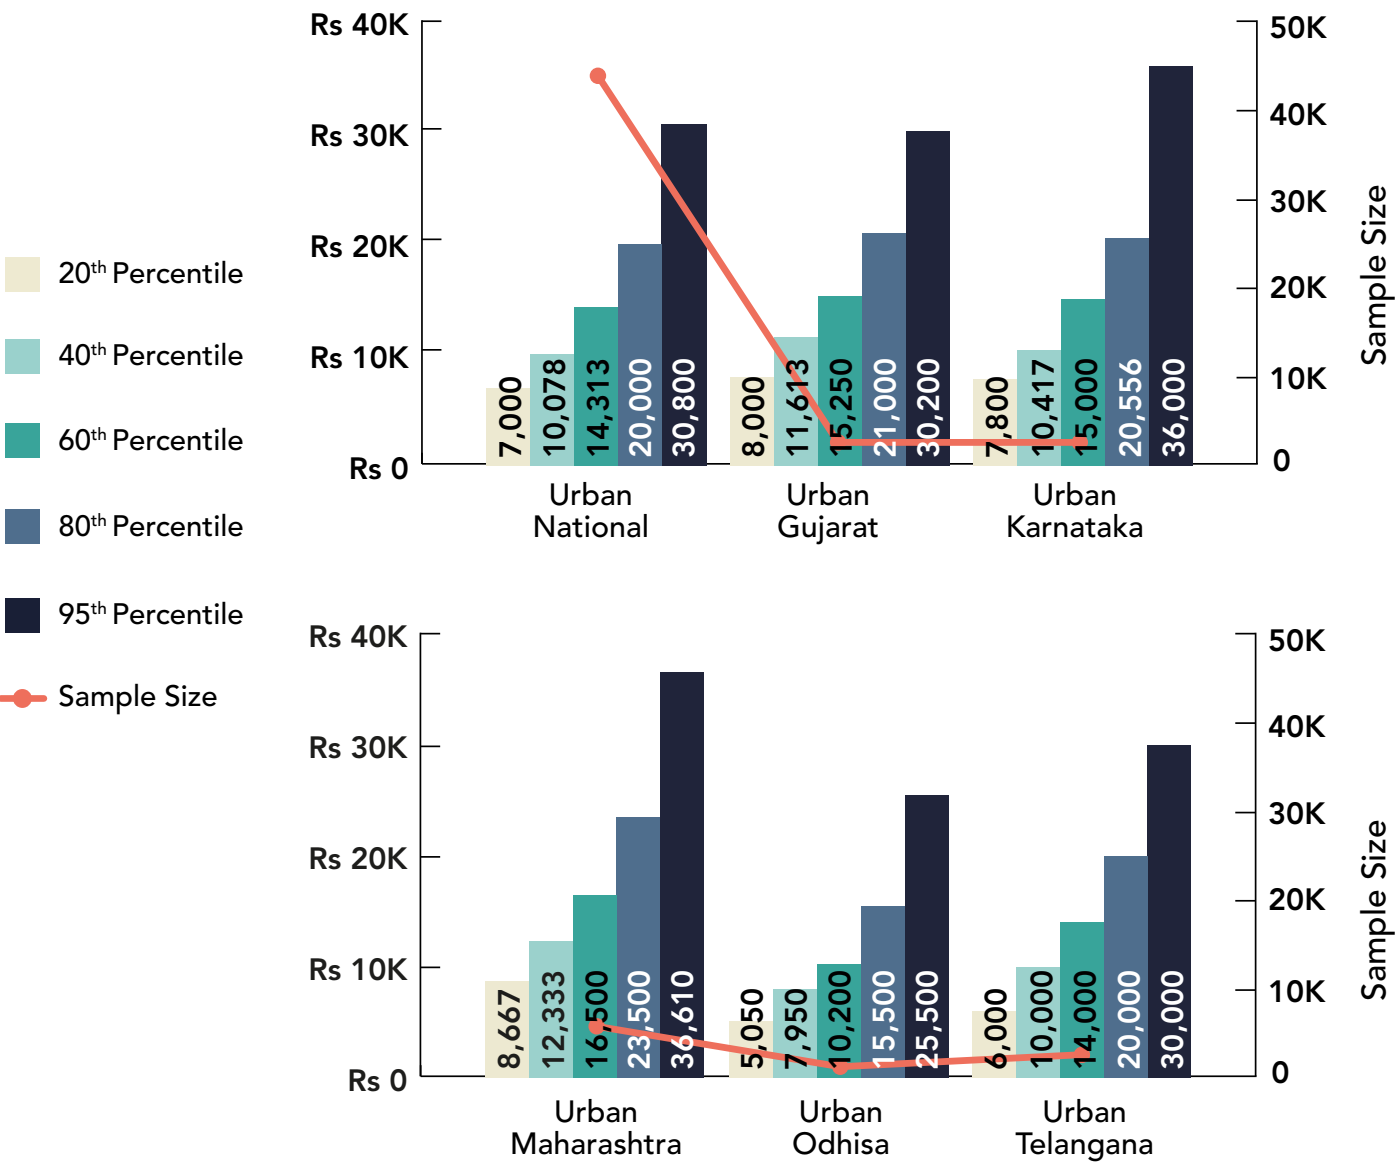 20th Percentile
40th Percentile
60th Percentile
80th Percentile
95th Percentile
Sample Size
Rs 40K
Rs 30K
Rs 20K
Rs 10K
Rs 0
7,000
10,078
14,313
20,000
30,800
8,000
11,613
15,250
21,000
30,200
7,800
10,417
15,000
20,556
36,000
50K
40K
30K
20K
10K
0
Sample Size
Urban
National
Urban
Gujarat
Urban
Karnataka
Rs 40K
Rs 30K
Rs 20K
Rs 10K
Rs 0
8,667
12,333
16,500
23,500
36,610
5,050
7,950
10,200
15,500
25,500
6,000
10,000
14,000
20,000
30,000
50K
40K
30K
20K
10K
0
Sample Size
Urban
Maharashtra
Urban
Odhisa
Urban
Telangana